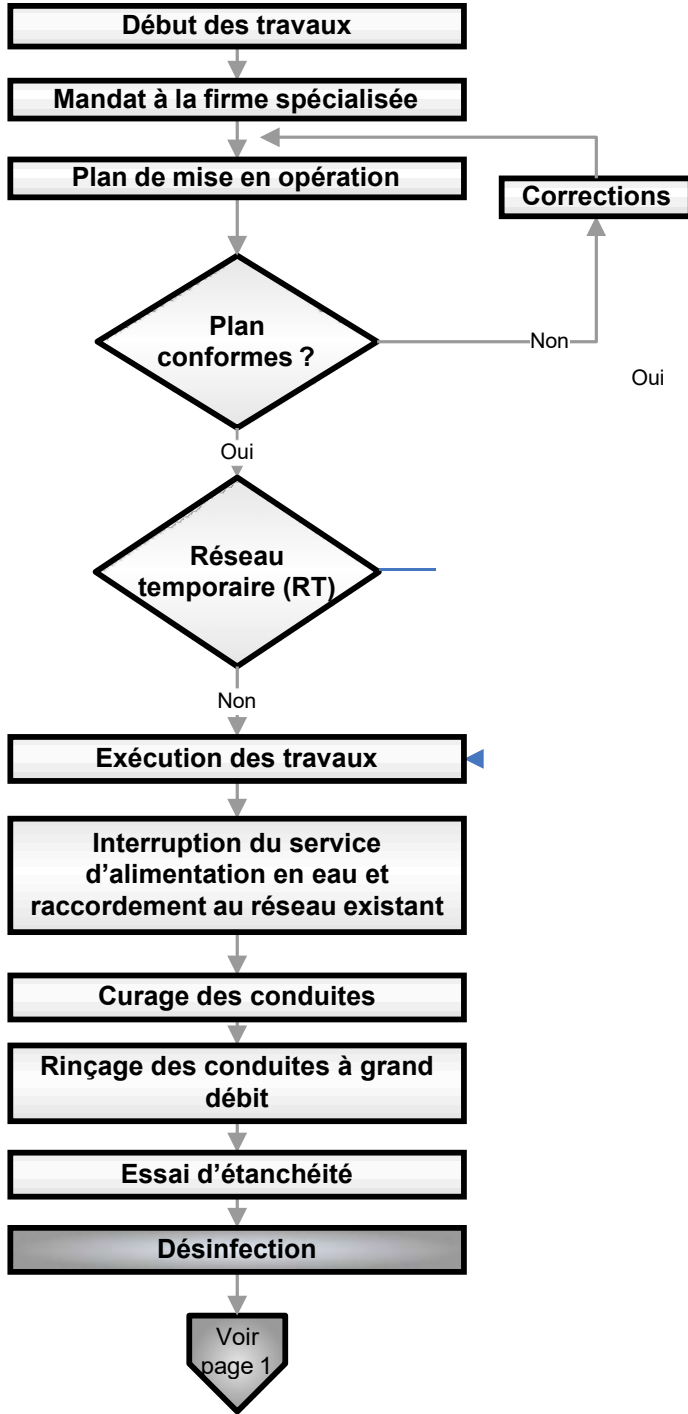 Début des travaux
Mandat à la firme spécialisée
Plan de mise en opération
Corrections
Plan
conformes ?
Non
Oui
Oui
Réseau
temporaire (RT)
Non
Exécution des travaux
Interruption du service
d’alimentation en eau et
raccordement au réseau existant
Curage des conduites
Rinçage des conduites à grand
débit
Essai d’étanchéité
Désinfection
Voir
page 1